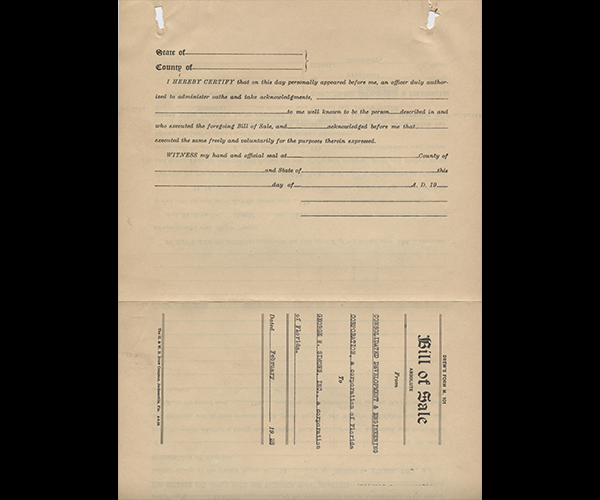 State of
County of
I HEREBY CERTIFY that on this day personally appeared before me, an officer duly author-
ized to administer oaths and take acknowledgments,
to me well known to be the person described in and
who executed the foregoing Bill of Sale, and acknowledged before me that
executed the same freely and voluntarily for the purposes therein expressed.
WITNESS my hand and official seal at County of
and State of this
day of A. D. 19
DREW'S FORM M. 101
Bill of Sale
ABSOLUTE
From
CONSOLIDATED DEVELOPMENT & ENGINEERING
CORPORATION, a corporation of Florida
To
GEORGE W. SIMONS, INC., a corporation
of Florida.
Dated February 19
The H. & W. B. Drew Company, Jacksonville, Fla.